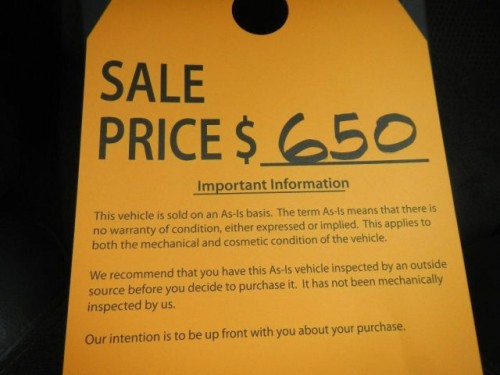 SALE
PRICE $ 650
Important Information
This vehicle is sold on an As-Is basis. The term As-Is means that there is
no warranty of condition, either expressed or implied. This applies to
both the mechanical and cosmetic condition of the vehicle.
We recommend that you have this As-Is vehicle inspected by an outside
source before you decide to purchase it. It has not been mechanically
inspected by us.
Our intention is to be up front with you about your purchase.